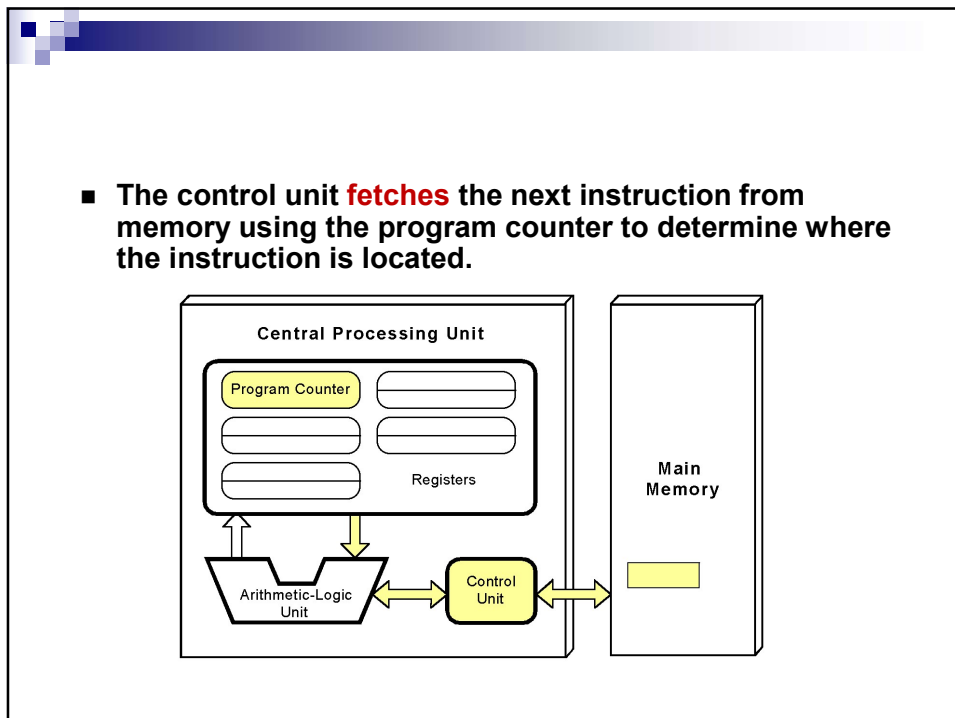 ■ The control unit fetches the next instruction from
memory using the program counter to determine where
the instruction is located.
Central Processing Unit
Program Counter
Registers
Main
Memory
Arithmetic-Logic
Unit
Control
Unit